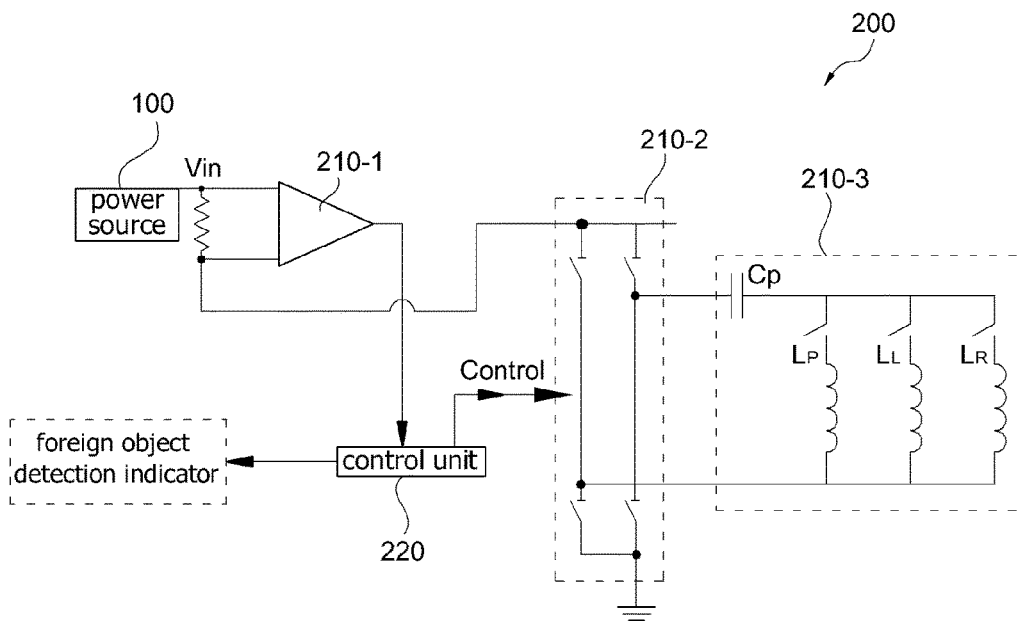 200
100
210-1
210-2
210-3
Vin
power
source
Cp
LP
LL
LR
Control
foreign object
detection indicator
control unit
220